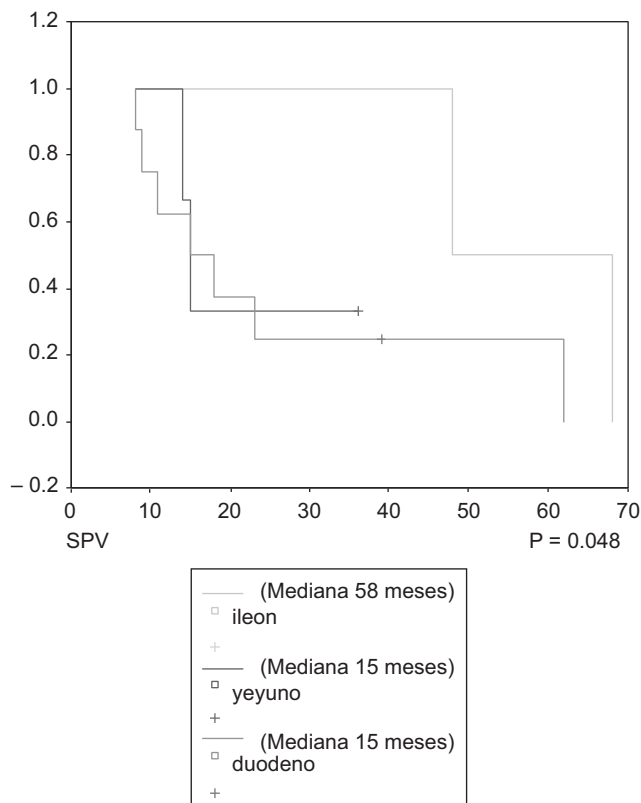 1.2
1.0
0.8
0.6
0.4
0.2
0.0
– 0.2
0 10 20 30 40 50 60 70
SPV P = 0.048
(Mediana 58 meses)
ileon
(Mediana 15 meses)
yeyuno
(Mediana 15 meses)
duodeno